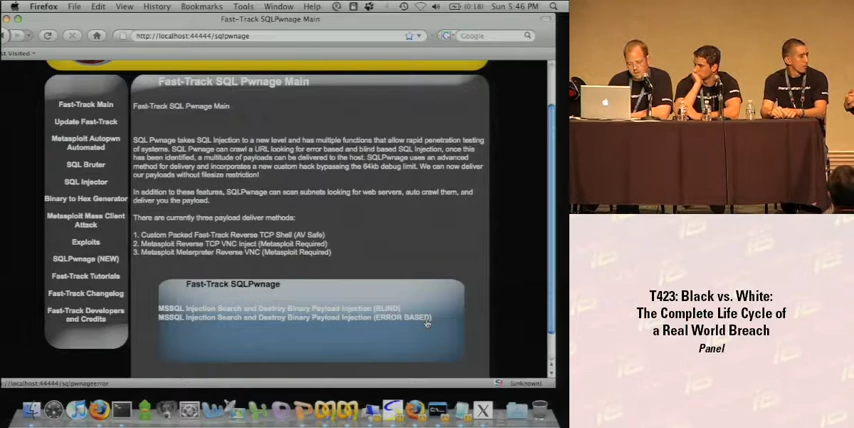 Firefox File Edit View History Bookmarks Tools Window Help (0:18) Sun 5:46 PM
Fast-Track SQLPwnage Main
http://localhost:44444/sqlpwnage
Google
st Visited
Fast-Track SQL Pwnage Main
Fast-Track Main
Update Fast-Track
Metasploit Autopwn
Automated
SQL Bruter
SQL Injector
Binary to Hex Generator
Metasploit Mass Client
Attack
Exploits
SQLPwnage (NEW)
Fast-Track Tutorials
Fast-Track Changelog
Fast-Track Developers
and Credits
Fast-Track SQL Pwnage Main
SQL Pwnage takes SQL Injection to a new level and has multiple functions that allow rapid penetration testing
of systems. SQL Pwnage can crawl a URL looking for error based and blind based SQL injection, once this
has been identified, a multitude of payloads can be delivered to the host. SQLPwnage uses an advanced
method for delivery and incorporates a new custom hack bypassing the 64kb debug limit. We can now deliver
our payloads without filesize restriction!
In addition to these features, SQLPwnage can scan subnets looking for web servers, auto crawl them, and
deliver you the payload.
There are currently three payload deliver methods:
1. Custom Packed Fast-Track Reverse TCP Shell (AV Safe)
2. Metasploit Reverse TCP VNC Inject (Metasploit Required)
3. Metasploit Meterpreter Reverse VNC (Metasploit Required)
Fast-Track SQLPwnage
MSSQL Injection Search and Destroy Binary Payload Injection (BLIND)
MSSQL Injection Search and Destroy Binary Payload Injection (ERROR BASED)
//localhost:44444/sqlpwnageerror
(unknown)
T423: Black vs. White:
The Complete Life Cycle of
a Real World Breach
Panel